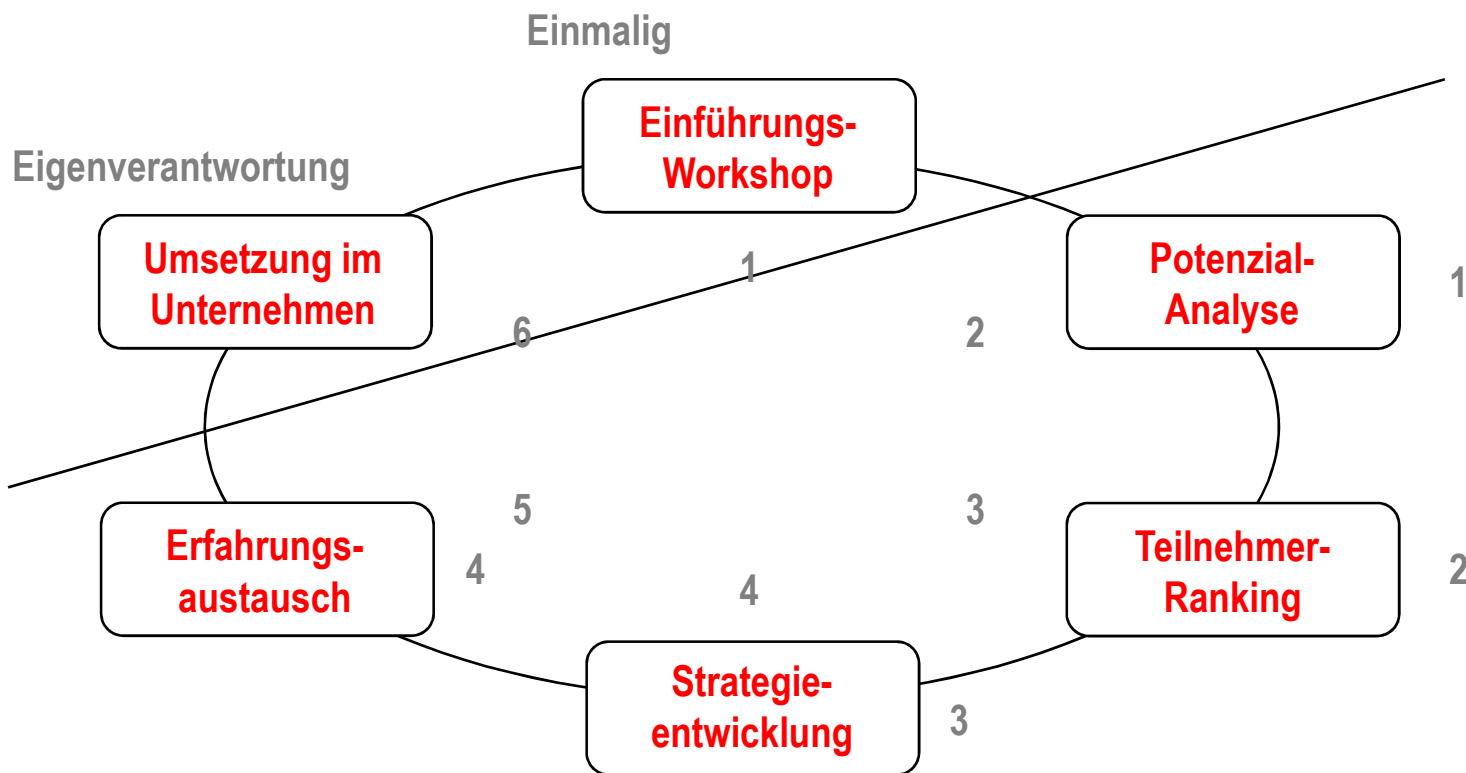 Einmalig
Einführungs-
Workshop
Eigenverantwortung
Umsetzung im
Unternehmen
1
Potenzial-
Analyse
1
6
2
5
3
Erfahrungs-
austausch
4
4
Teilnehmer-
Ranking
2
Strategie-
entwicklung
3